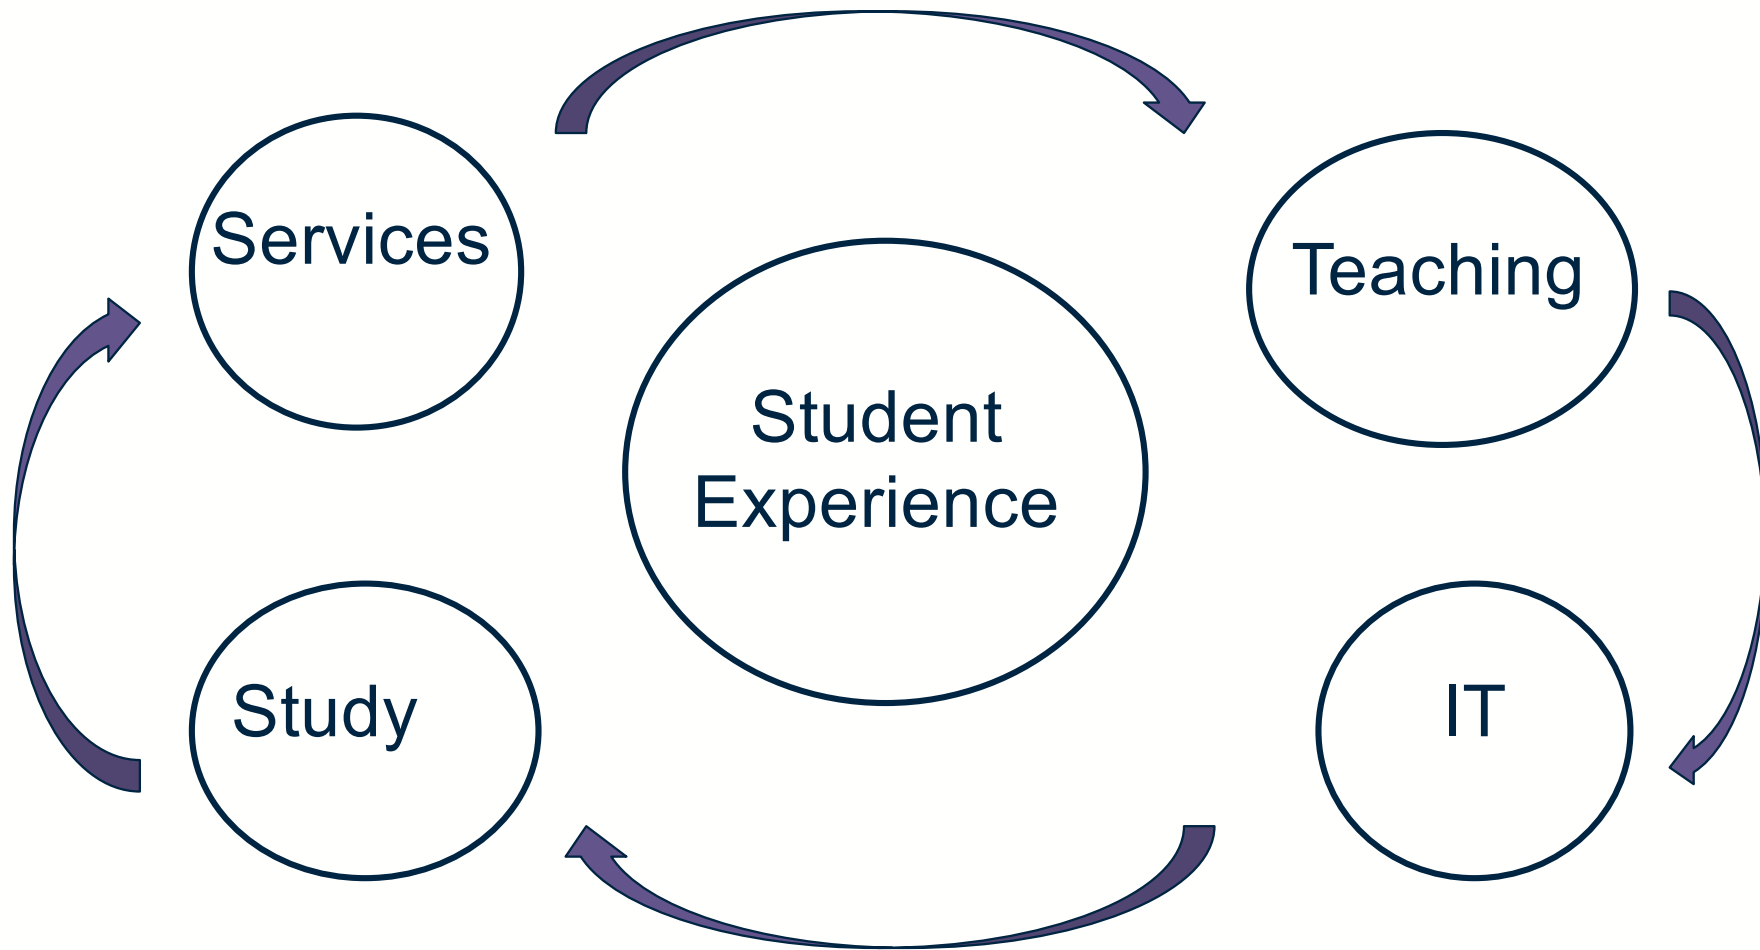 Services
Teaching
Student
Experience
Study
IT